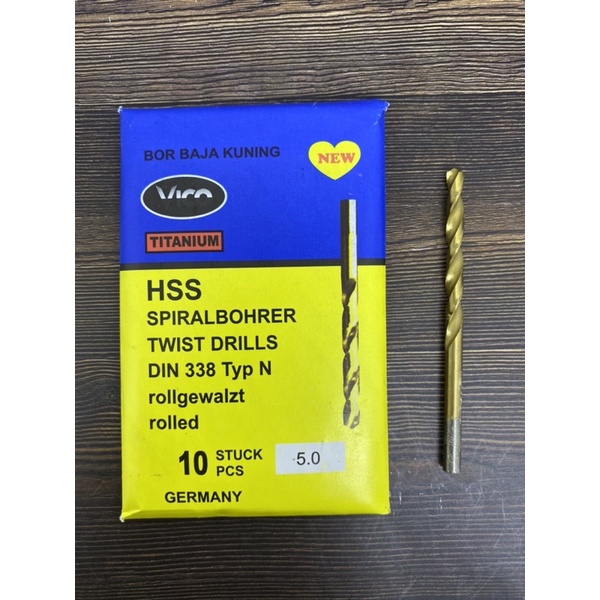 BOR BAJA KUNING
NEW
Vico
TITANIUM
HSS
SPIRALBOHRER
TWIST DRILLS
DIN 338 Typ N
rollgewalzt
rolled
10 STUCK PCS
5.0
GERMANY